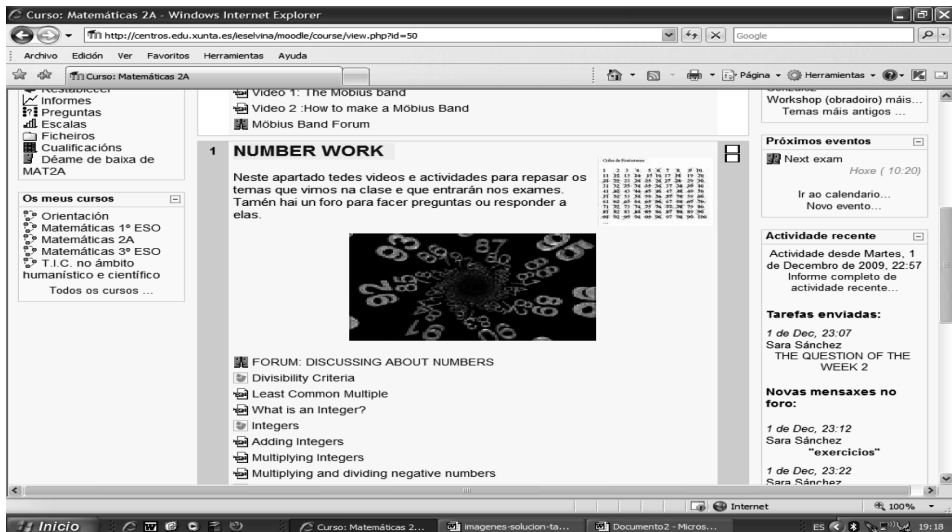 Curso: Matemáticas 2A - Windows Internet Explorer
http://centros.edu.xunta.es/ieselvina/moodle/course/view.php?id=50
Google
Archivo Edición Ver Favoritos Herramientas Ayuda
Curso: Matemáticas 2A
Página
Herramientas
Restablecer
Informes
Preguntas
Escalas
Ficheiros
Cualificacións
Déame de baixa de
MAT2A
Os meus cursos
Orientación
Matemáticas 1º ESO
Matemáticas 2A
Matemáticas 3º ESO
T.I.C. no ámbito
humanístico e científico
Todos os cursos ...
Video 1: The Möbius band
Video 2 :How to make a Möbius Band
Möbius Band Forum
1 NUMBER WORK
Neste apartado tedes videos e actividades para repasar os
temas que vimos na clase e que entrarán nos exames.
Tamén hai un foro para facer preguntas ou responder a
elas.
FORUM: DISCUSSING ABOUT NUMBERS
Divisibility Criteria
Least Common Multiple
What is an Integer?
Integers
Adding Integers
Multiplying Integers
Multiplying and dividing negative numbers
González
Workshop (obradoiro) máis...
Temas máis antigos ...
Próximos eventos
Next exam
Hoxe ( 10:20)
Ir ao calendario...
Novo evento...
Actividade recente
Actividade desde Martes, 1
de Decembro de 2009, 22:57
Informe completo de
actividade recente...
Tarefas enviadas:
1 de Dec, 23:07
Sara Sánchez
THE QUESTION OF THE
WEEK 2
Novas mensaxes no
foro:
1 de Dec, 23:12
Sara Sánchez
"exercicios"
1 de Dec, 23:22
Sara Sánchez
Internet
100%
Inicio
Curso: Matemáticas 2...
imagenes-solucion-ta...
Documento2 - Micros...
ES
19:18